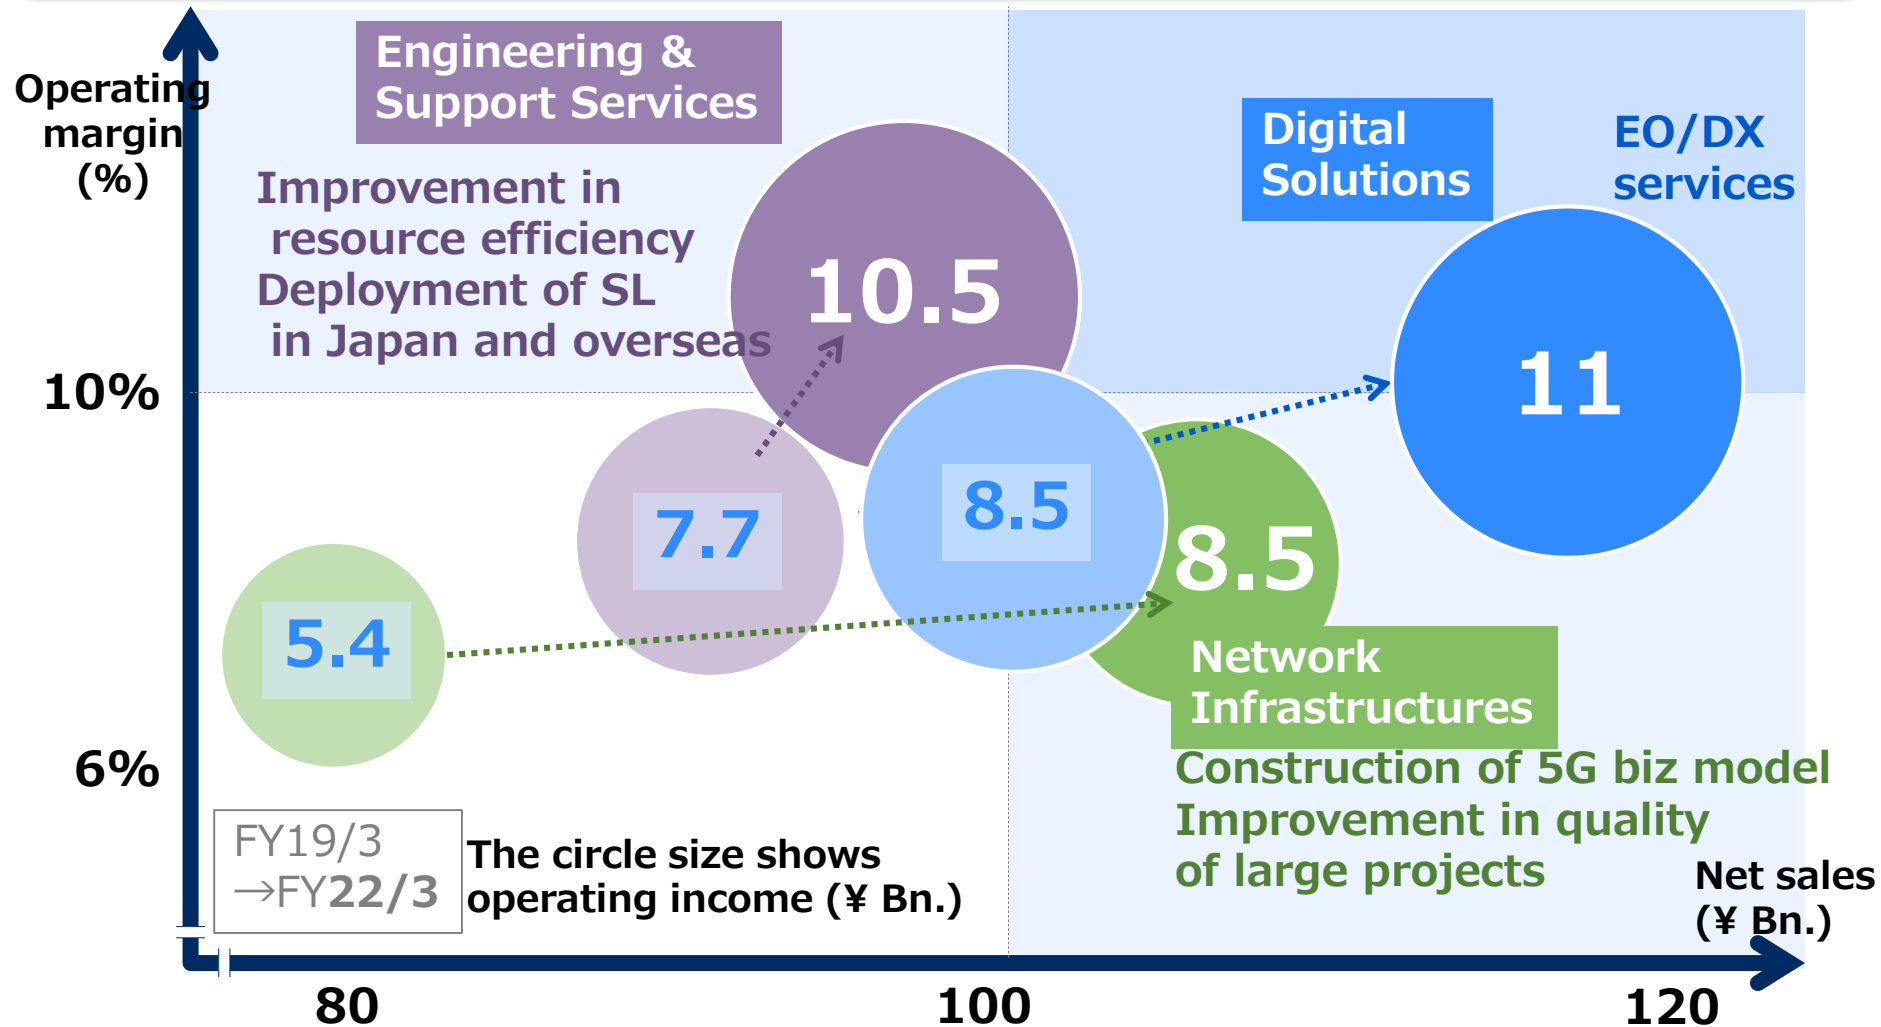 Operating
margin
(%)
Engineering &
Support Services
Improvement in
resource efficiency
Deployment of SL
in Japan and overseas
Digital
Solutions
EO/DX
services
10.5
11
10%
7.7
8.5
8.5
5.4
Network
Infrastructures
6%
Construction of 5G biz model
Improvement in quality
of large projects
FY19/3
→FY22/3
The circle size shows
operating income (¥ Bn.)
Net sales
(¥ Bn.)
80
100
120